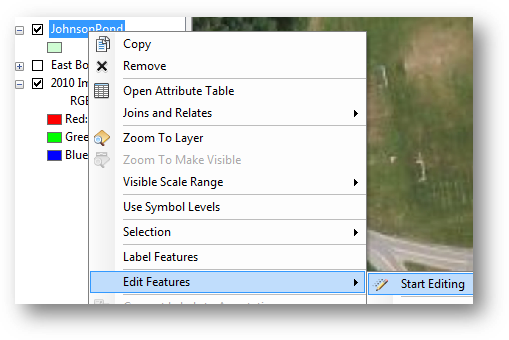 JohnsonPond
East Bo
2010 Im
RGB
Red:
Gree
Blue
Copy
Remove
Open Attribute Table
Joins and Relates
Zoom To Layer
Zoom To Make Visible
Visible Scale Range
Use Symbol Levels
Selection
Label Features
Edit Features
Start Editing